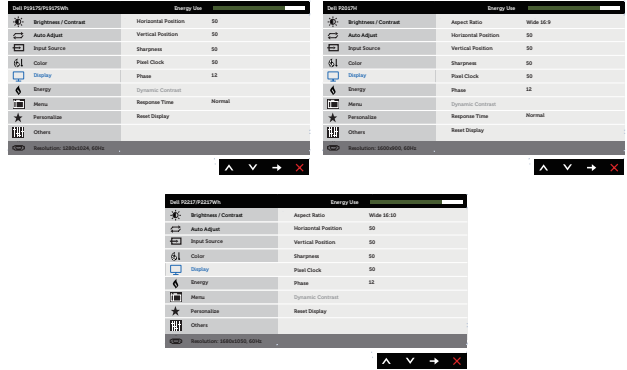 Dell P1917S/P1917SWh Energy Use
Brightness / Contrast Horizontal Position 50
Auto Adjust Vertical Position 50
Input Source Sharpness 50
Color Pixel Clock 50
Display Phase 12
Energy Dynamic Contrast
Menu Response Time Normal
Personalize Reset Display
Others
Resolution: 1280x1024, 60Hz
Dell P2017H Energy Use
Brightness / Contrast Aspect Ratio Wide 16:9
Auto Adjust Horizontal Position 50
Input Source Vertical Position 50
Color Sharpness 50
Display Pixel Clock 50
Energy Phase 12
Menu Dynamic Contrast
Personalize Response Time Normal
Others Reset Display
Resolution: 1600x900, 60Hz
Dell P2217/P2217Wh Energy Use
Brightness / Contrast Aspect Ratio Wide 16:10
Auto Adjust Horizontal Position 50
Input Source Vertical Position 50
Color Sharpness 50
Display Pixel Clock 50
Energy Phase 12
Menu Dynamic Contrast
Personalize Reset Display
Others
Resolution: 1680x1050, 60Hz